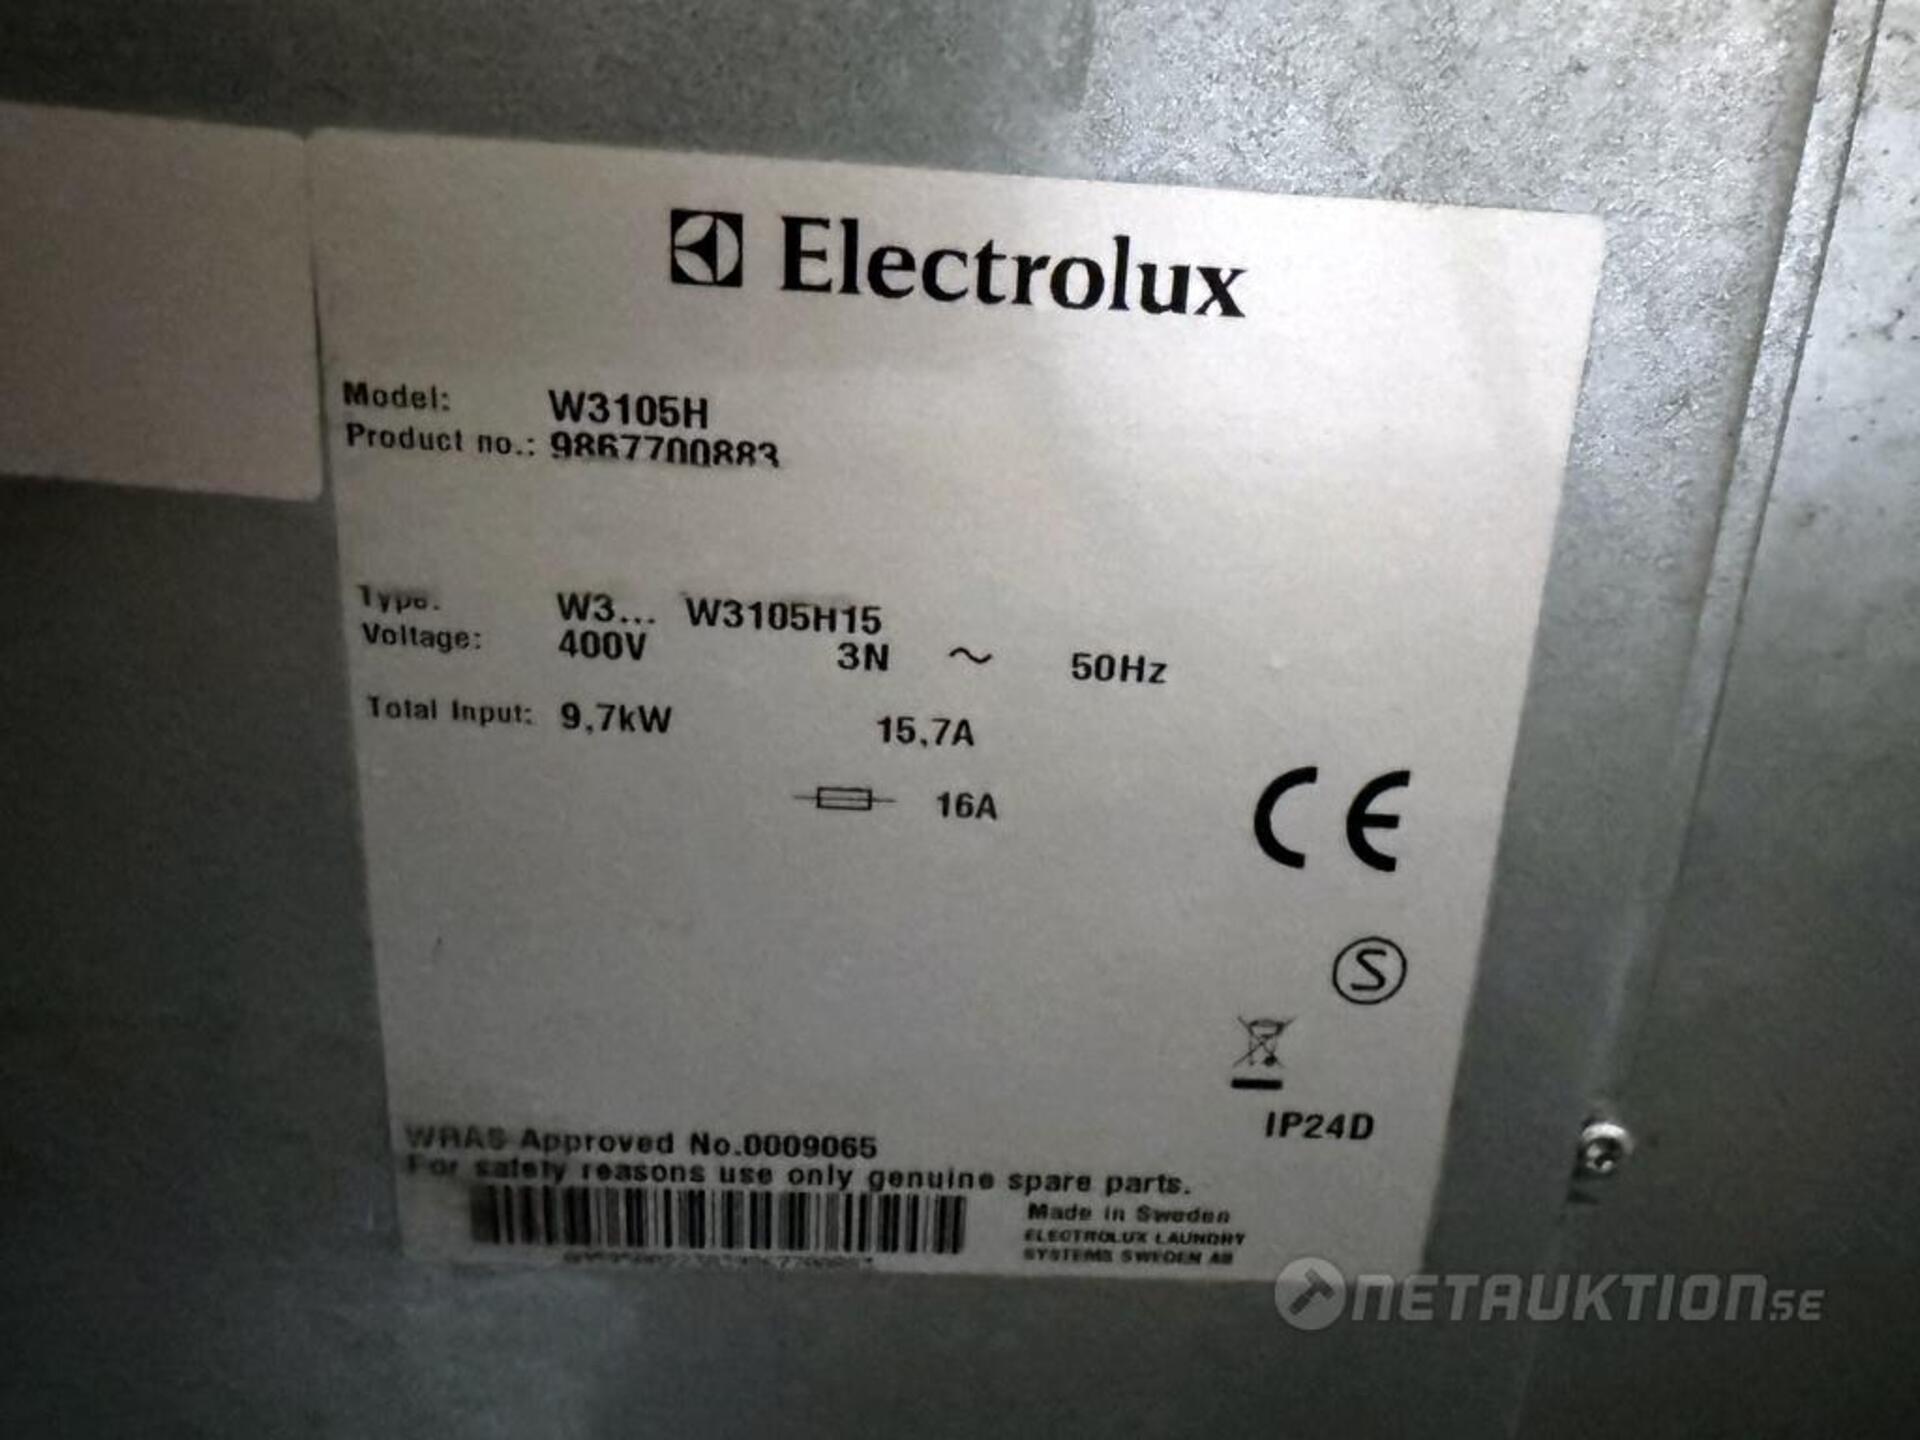 Electrolux
Model: W3105H
Product no.: 9867700883
Type. W3... W3105H15
Voltage: 400V 3N ~ 50Hz
Total Input: 9,7kW 15,7A
16A
CE
S
IP24D
WRAS Approved No.0009065
For safety reasons use only genuine spare parts.
Made in Sweden
ELECTROLUX LAUNDRY
SYSTEMS SWEDEN AB
NETAUKTION.SE